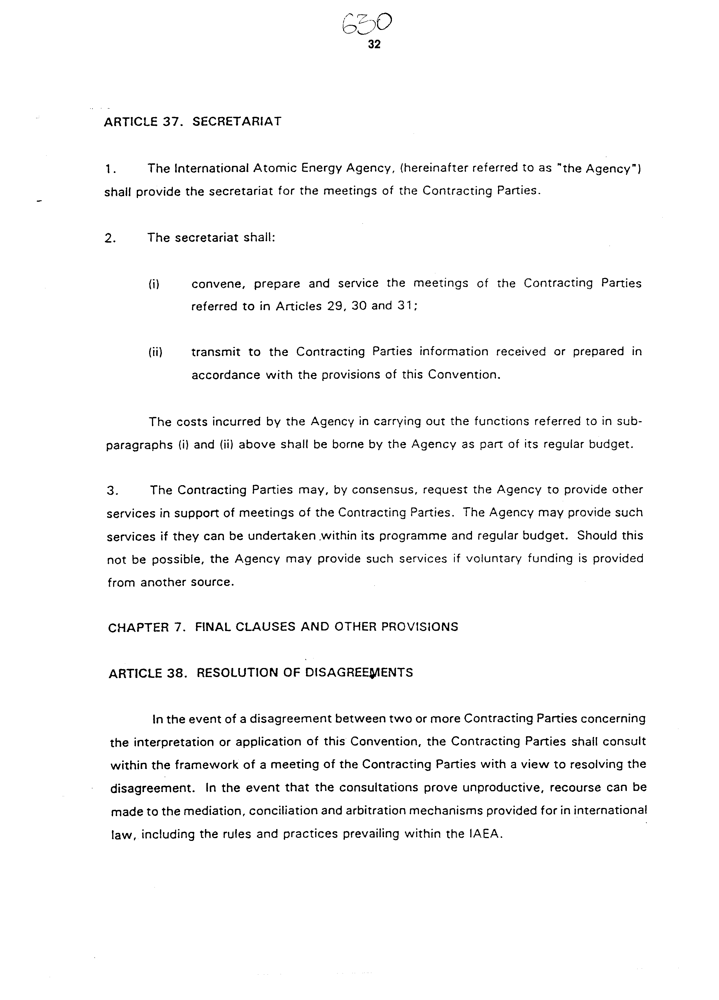 630
32
ARTICLE 37. SECRETARIAT
1. The International Atomic Energy Agency, (hereinafter referred to as "the Agency")
shall provide the secretariat for the meetings of the Contracting Parties.
2. The secretariat shall:
(i) convene, prepare and service the meetings of the Contracting Parties
referred to in Articles 29, 30 and 31;
(ii) transmit to the Contracting Parties information received or prepared in
accordance with the provisions of this Convention.
The costs incurred by the Agency in carrying out the functions referred to in sub-
paragraphs (i) and (ii) above shall be borne by the Agency as part of its regular budget.
3. The Contracting Parties may, by consensus, request the Agency to provide other
services in support of meetings of the Contracting Parties. The Agency may provide such
services if they can be undertaken within its programme and regular budget. Should this
not be possible, the Agency may provide such services if voluntary funding is provided
from another source.
CHAPTER 7. FINAL CLAUSES AND OTHER PROVISIONS
ARTICLE 38. RESOLUTION OF DISAGREEMENTS
In the event of a disagreement between two or more Contracting Parties concerning
the interpretation or application of this Convention, the Contracting Parties shall consult
within the framework of a meeting of the Contracting Parties with a view to resolving the
disagreement. In the event that the consultations prove unproductive, recourse can be
made to the mediation, conciliation and arbitration mechanisms provided for in international
law, including the rules and practices prevailing within the IAEA.